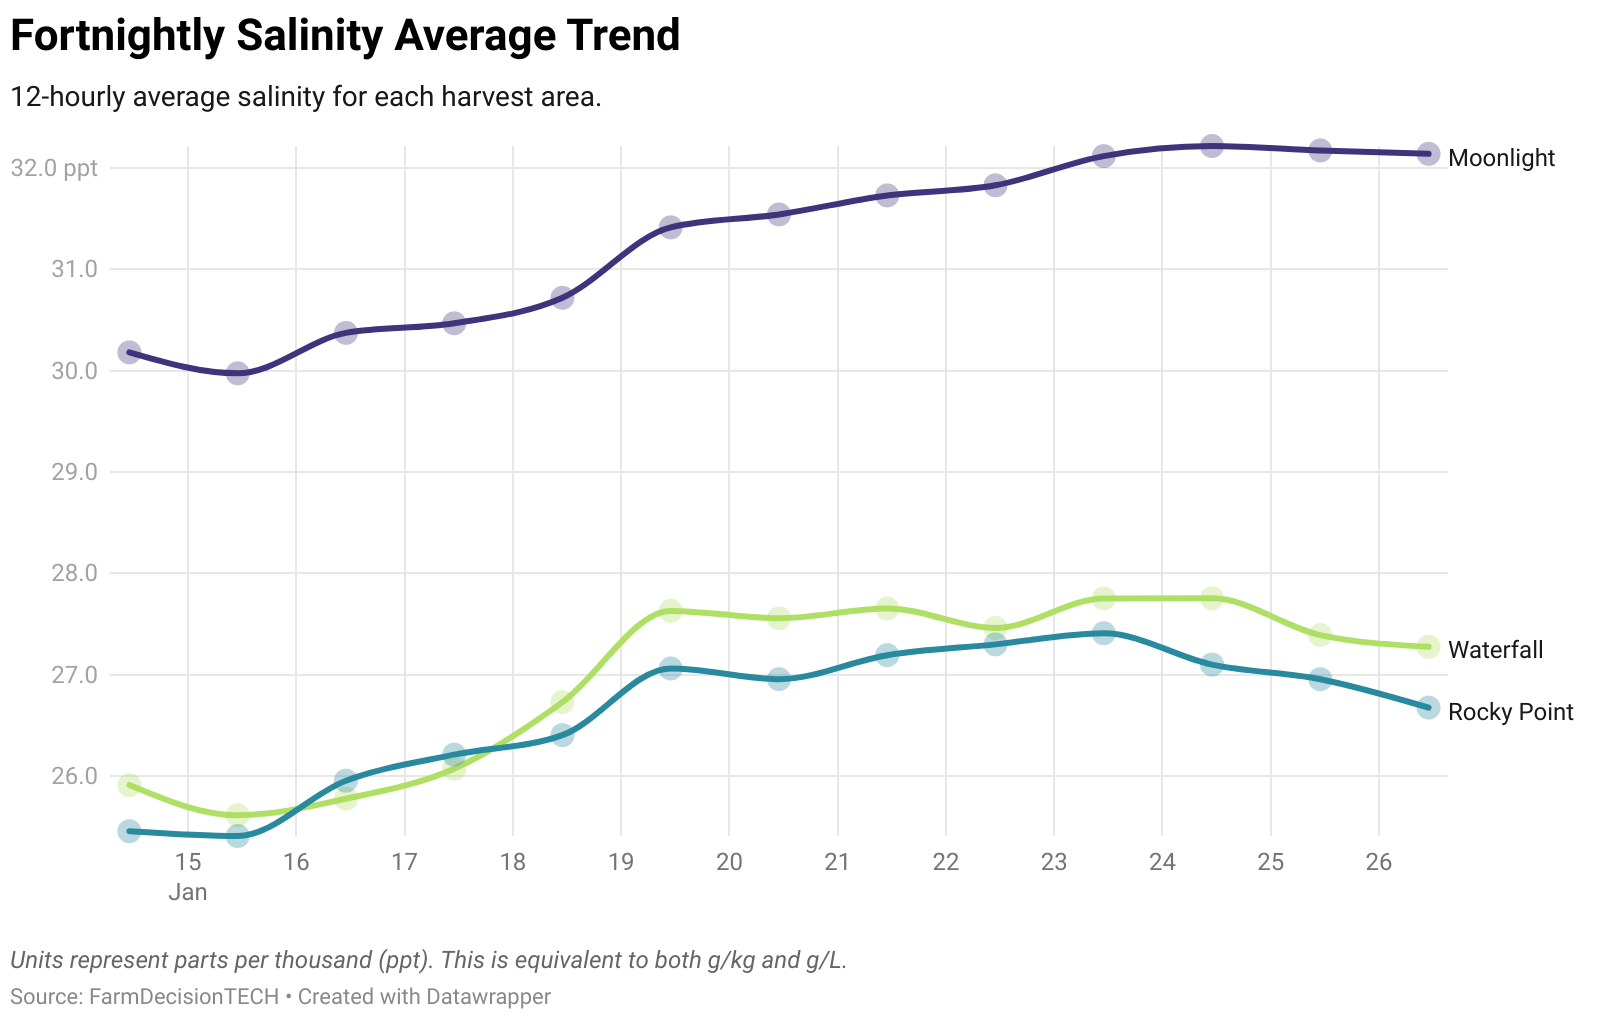 Fortnightly Salinity Average Trend
12-hourly average salinity for each harvest area.
32.0 ppt
Moonlight
31.0
30.0
29.0
28.0
27.0
Waterfall
Rocky Point
26.0
15 16 17 18 19 20 21 22 23 24 25 26
Jan
Units represent parts per thousand (ppt). This is equivalent to both g/kg and g/L.
Source: FarmDecisionTECH • Created with Datawrapper